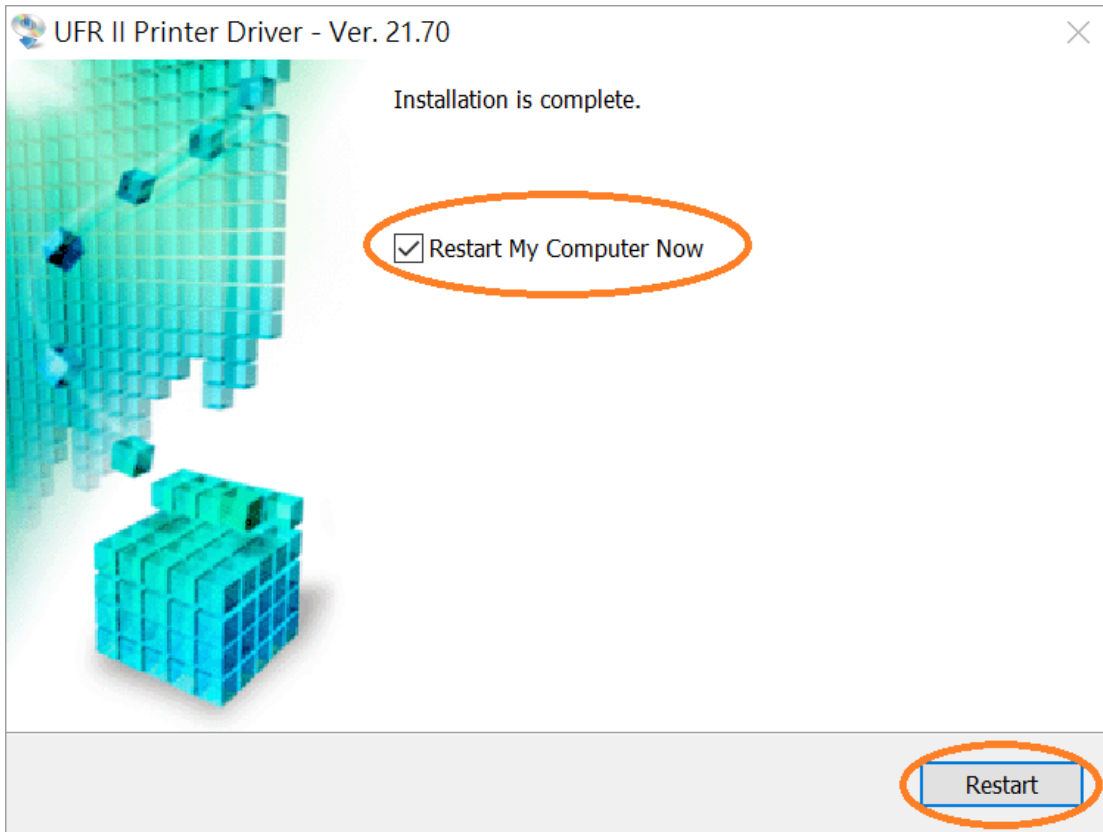 UFR II Printer Driver - Ver. 21.70
Installation is complete.
Restart My Computer Now
Restart